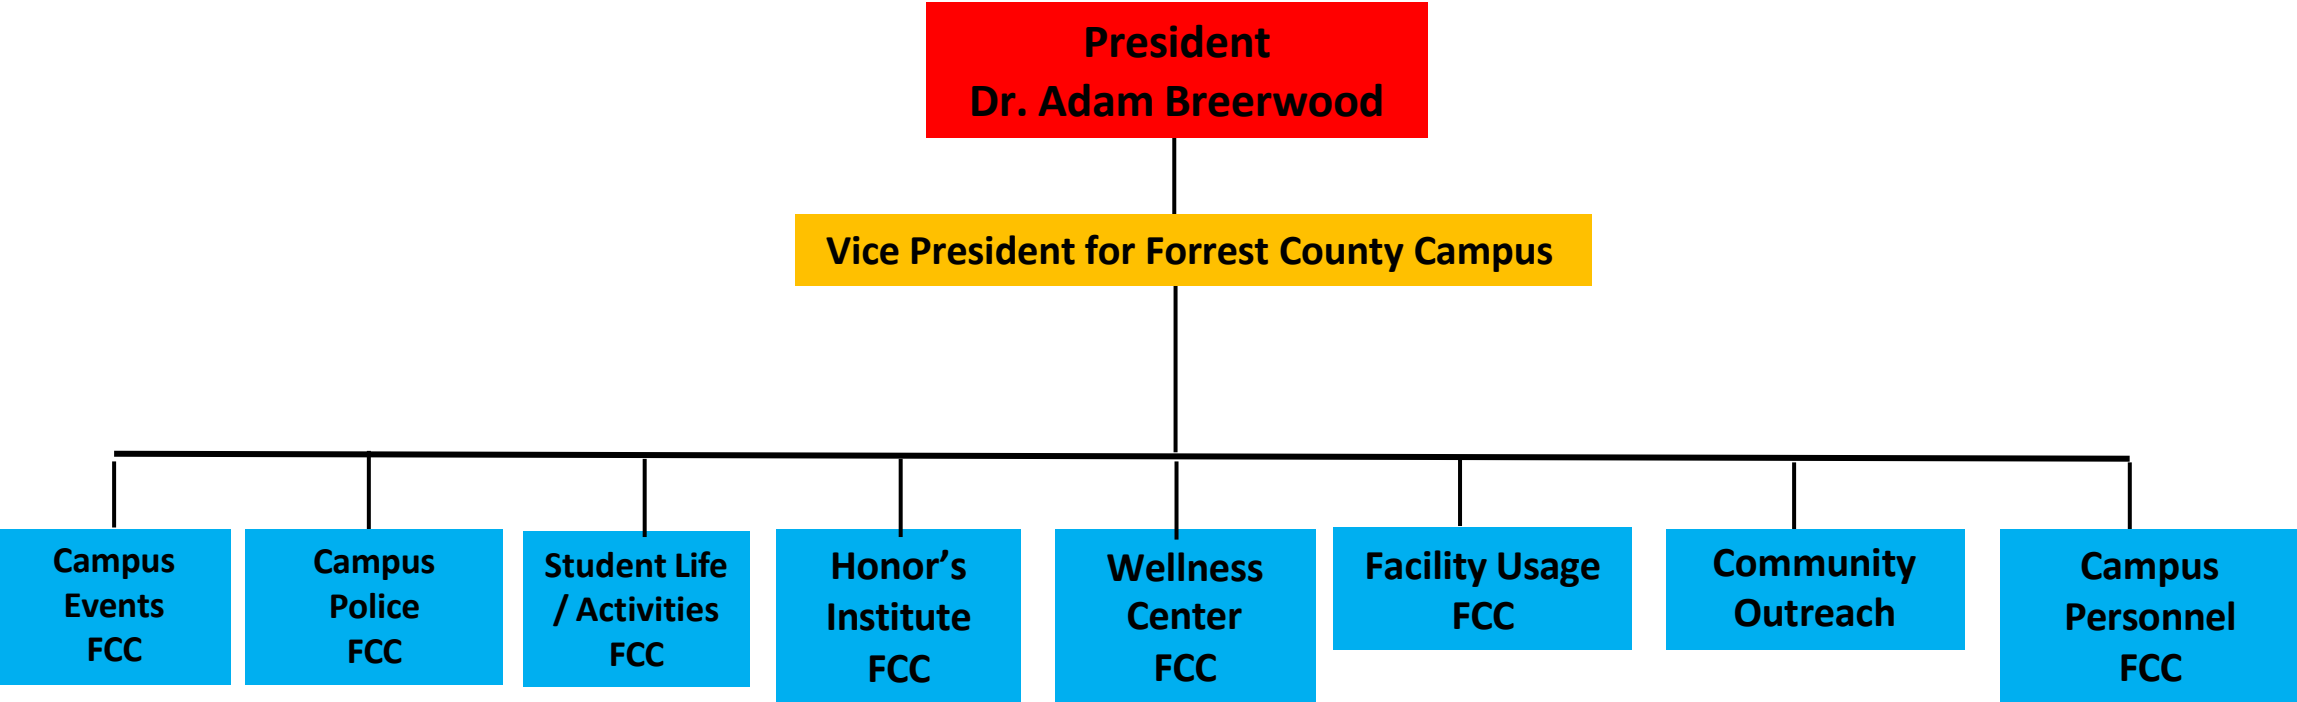 President
Dr. Adam Breerwood
Vice President for Forrest County Campus
Campus
Events
FCC
Campus
Police
FCC
Student Life
/ Activities
FCC
Honor’s
Institute
FCC
Wellness
Center
FCC
Facility Usage
FCC
Community
Outreach
Campus
Personnel
FCC